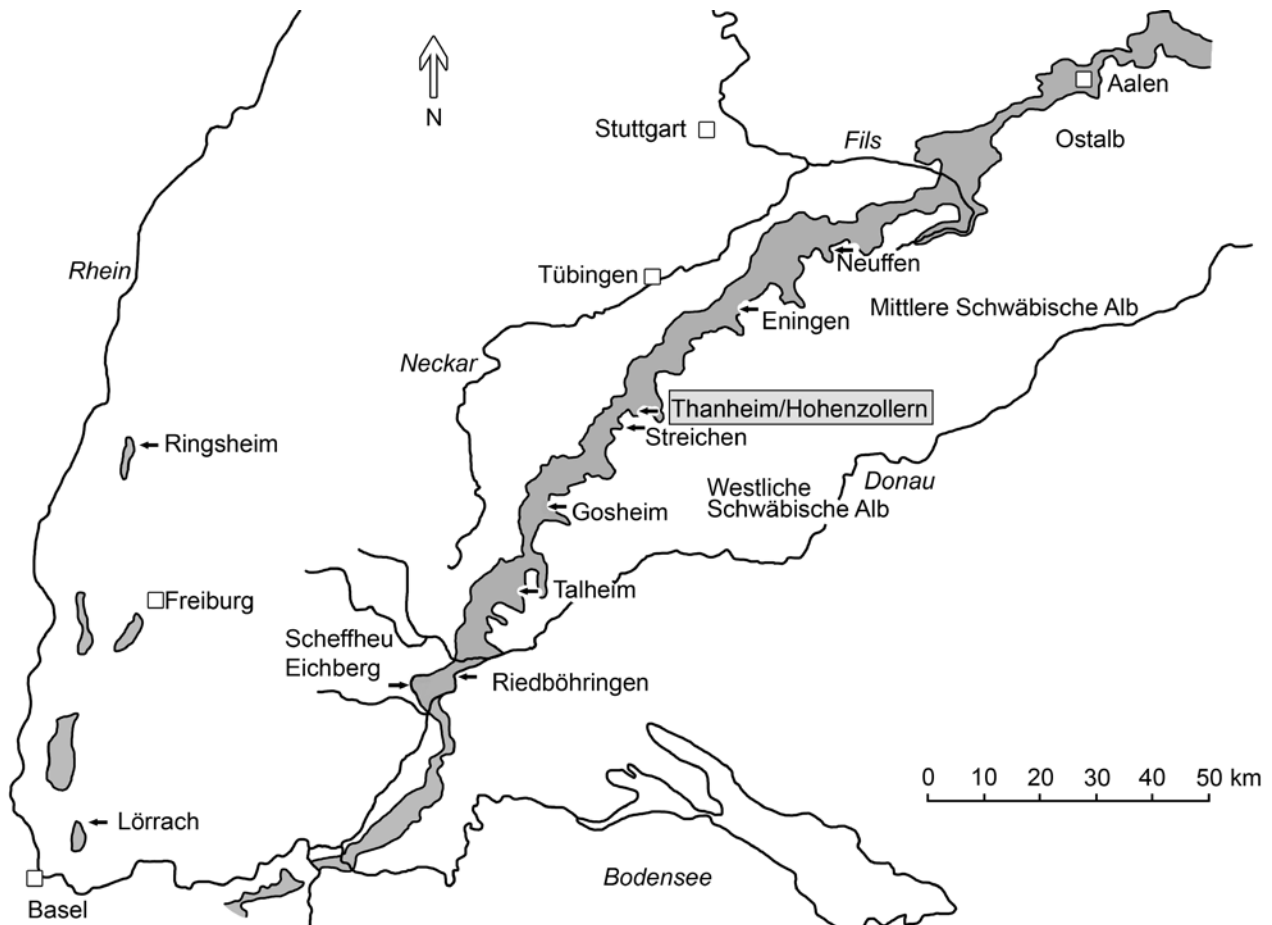 Aalen
Stuttgart
N
Ostalb
Fils
Rhein
Neuffen
Tübingen
Mittlere Schwäbische Alb
Eningen
Neckar
Thanheim/Hohenzollern
Streichen
Ringsheim
Donau
Westliche
Schwäbische Alb
Gosheim
Talheim
Freiburg
Scheffheu
Eichberg
Riedböhringen
0 10 20 30 40 50 km
Lörrach
Bodensee
Basel